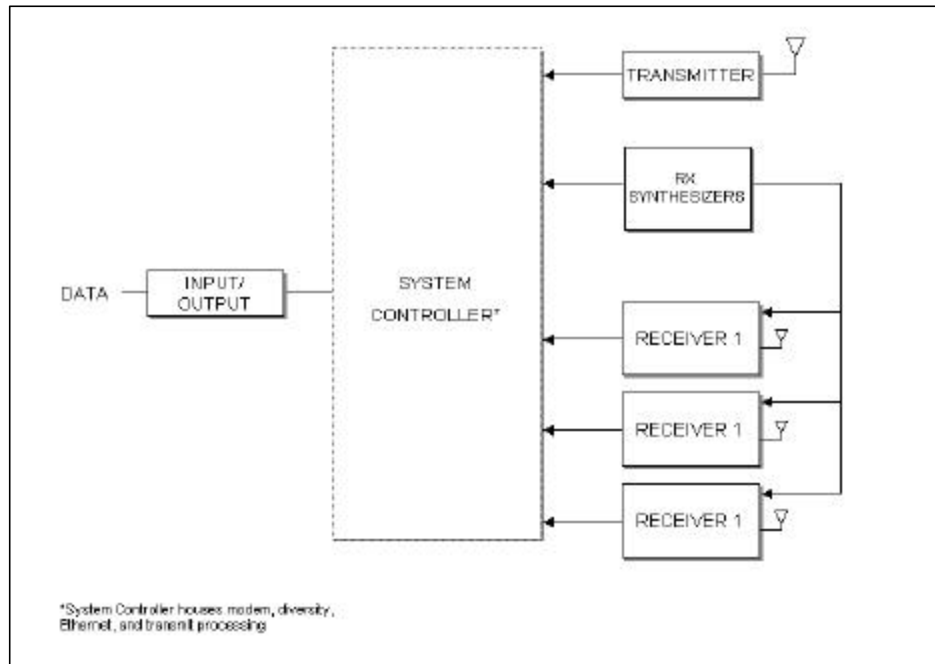 TRANSMITTER
RX
SYNTHESIZERS
DATA
INPUT/
OUTPUT
SYSTEM
CONTROLLER*
RECEIVER 1
RECEIVER 1
RECEIVER 1
*System Controller houses modem, diversity,
Ethernet, and transmit processing